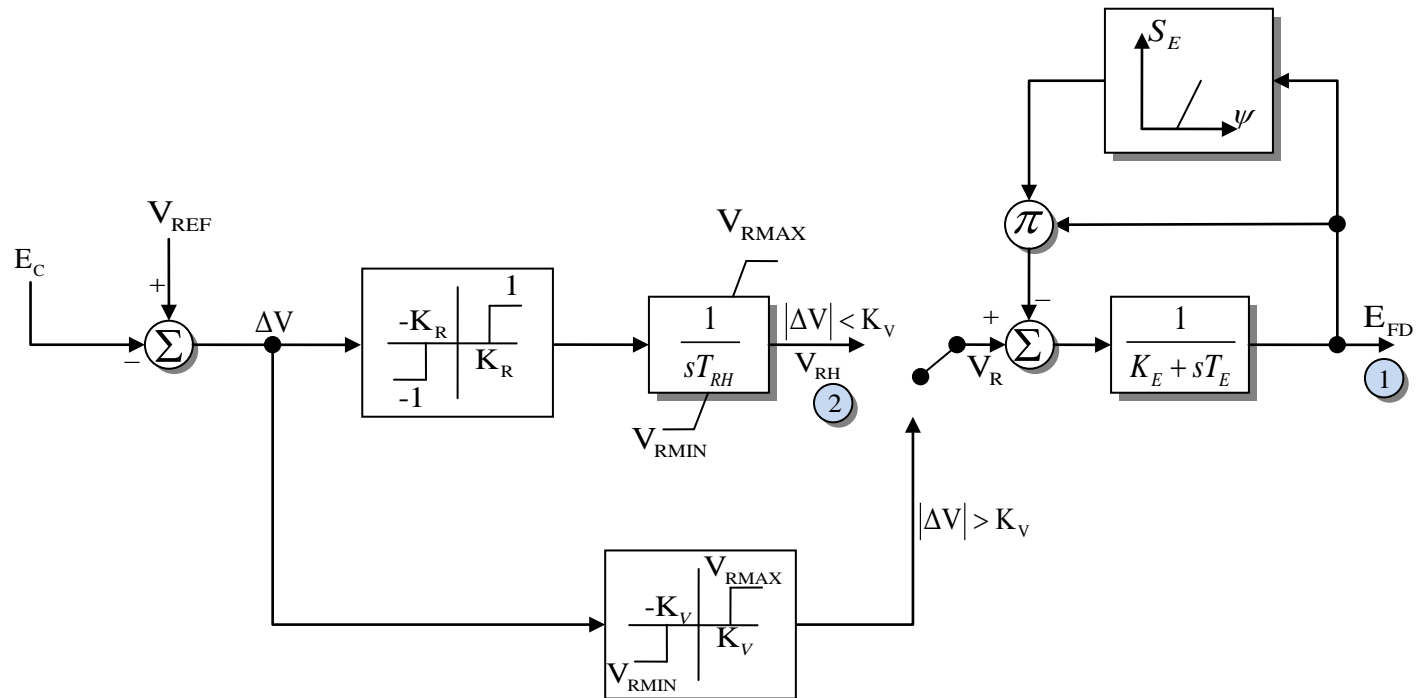 S_E
ψ
V_REF
E_C
+
−
Σ
ΔV
-K_R
1
K_R
-1
V_RMAX
1
sT_RH
V_RMIN
|ΔV| < K_V
V_RH
2
π
−
+
V_R
Σ
1
K_E + sT_E
E_FD
1
|ΔV| > K_V
V_RMAX
-K_V
K_V
V_RMIN